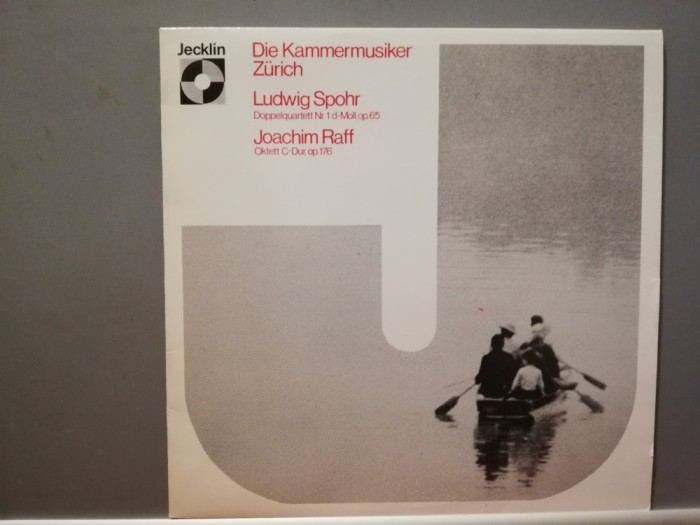 Jecklin
Die Kammermusiker
Zürich
Ludwig Spohr
Doppelquartett Nr. 1 d-Moll, op. 65
Joachim Raff
Oktett C-Dur, op. 176